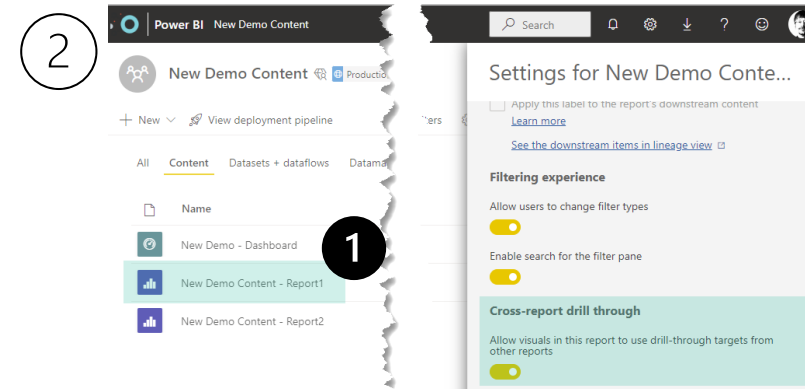 2
Power BI New Demo Content
Search
New Demo Content
Settings for New Demo Conte...
Apply this label to the report's downstream content
Learn more
New View deployment pipeline
See the downstream items in lineage view
All Content Datasets + dataflows
Filtering experience
Name
Allow users to change filter types
New Demo - Dashboard
1
Enable search for the filter pane
New Demo Content - Report1
Cross-report drill through
New Demo Content - Report2
Allow visuals in this report to use drill-through targets from
other reports